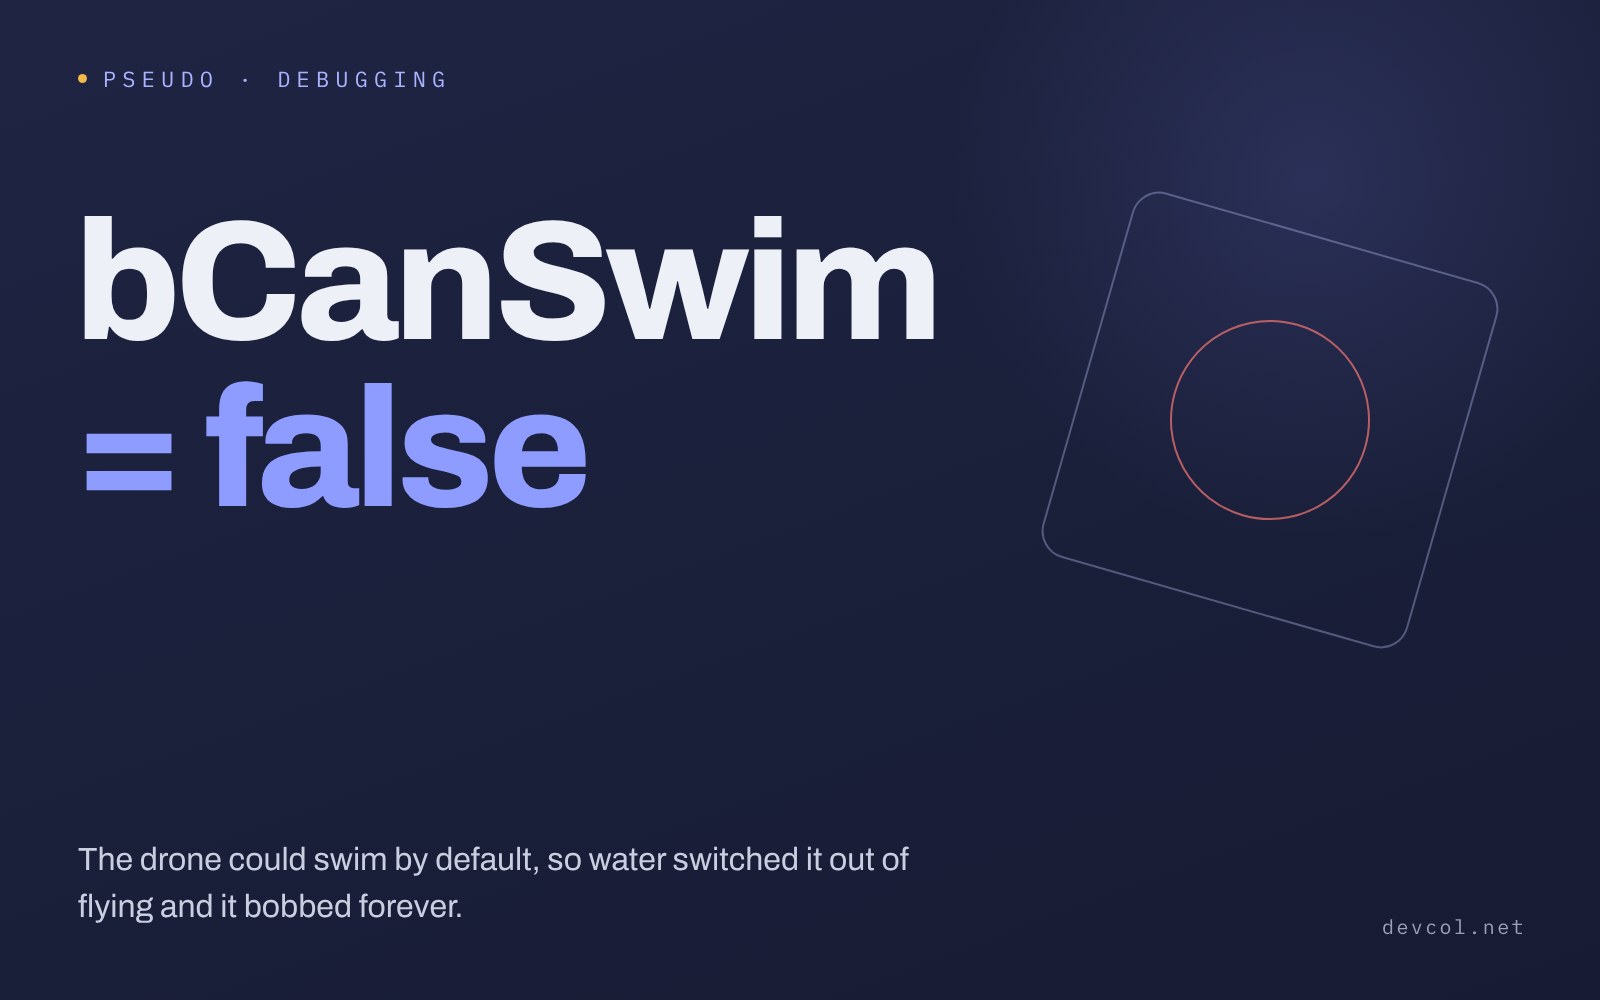 PSEUDO · DEBUGGING
bCanSwim
= false
The drone could swim by default, so water switched it out of
flying and it bobbed forever.
devcol.net